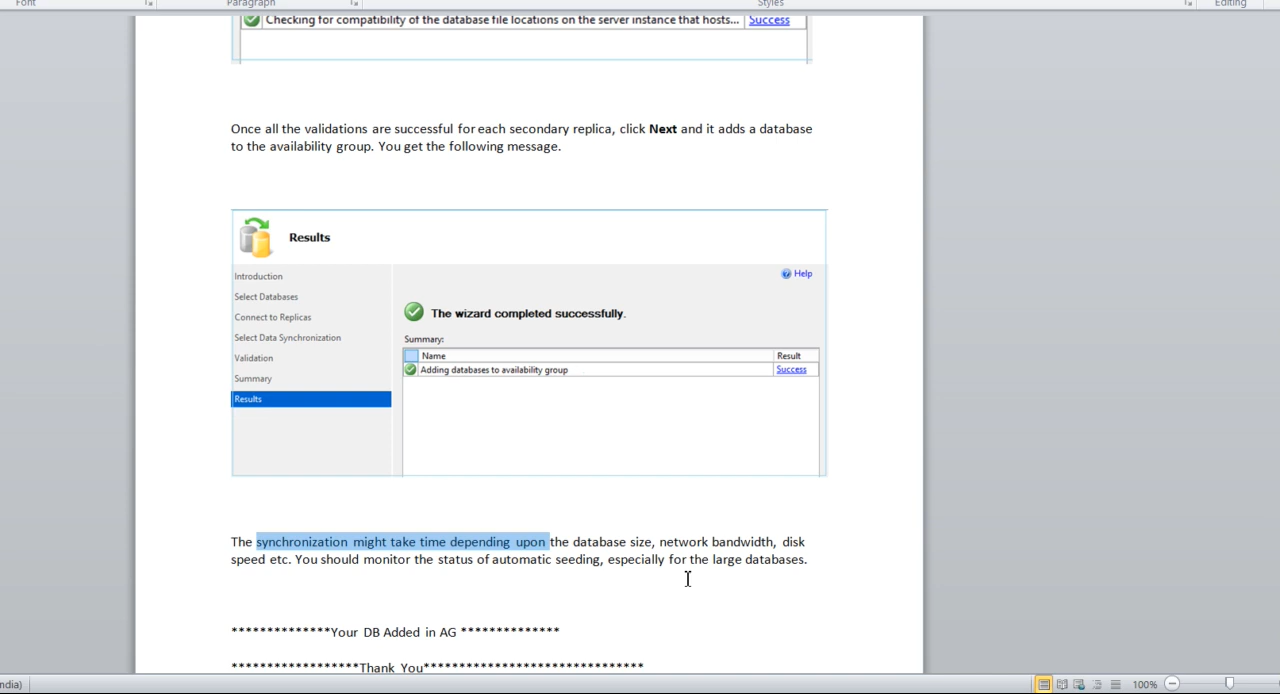 Font
Paragraph
Styles
Editing
Checking for compatibility of the database file locations on the server instance that hosts... Success
Once all the validations are successful for each secondary replica, click Next and it adds a database
to the availability group. You get the following message.
Results
Introduction
Select Databases
Connect to Replicas
Select Data Synchronization
Validation
Summary
Results
Help
The wizard completed successfully.
Summary:
Name Result
Adding databases to availability group Success
The synchronization might take time depending upon the database size, network bandwidth, disk
speed etc. You should monitor the status of automatic seeding, especially for the large databases.
**************Your DB Added in AG **************
******************Thank You*******************************
ndia) 100%